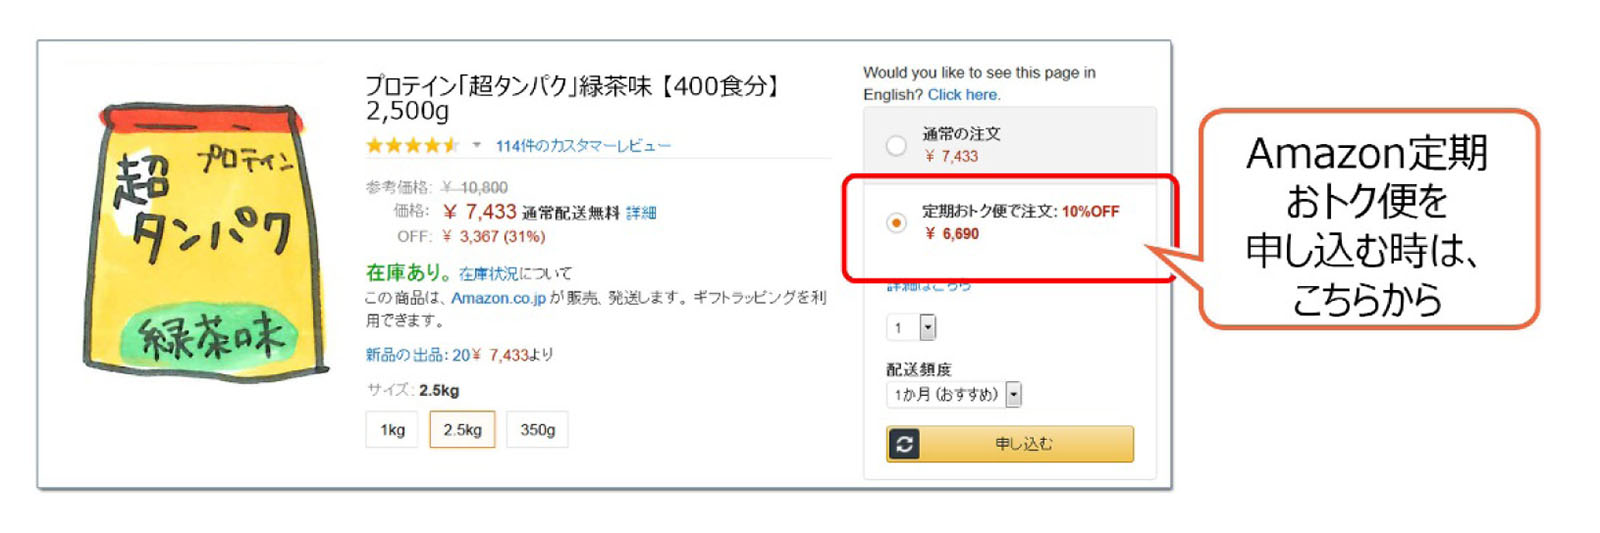 超
プロテイン
タンパク
緑茶味
プロテイン「超タンパク」緑茶味【400食分】
2,500g
114件のカスタマーレビュー
参考価格: ¥ 10,800
価格: ¥ 7,433 通常配送無料 詳細
OFF: ¥ 3,367 (31%)
在庫あり。 在庫状況について
この商品は、Amazon.co.jp が販売、発送します。ギフトラッピングを利
用できます。
新品の出品：20¥ 7,433より
サイズ: 2.5kg
1kg
2.5kg
350g
Would you like to see this page in
English? Click here.
通常の注文
¥ 7,433
定期おトク便で注文: 10%OFF
¥ 6,690
詳細はこちら
1
配送頻度
1か月 (おすすめ)
申し込む
Amazon定期
おトク便を
申し込む時は、
こちらから